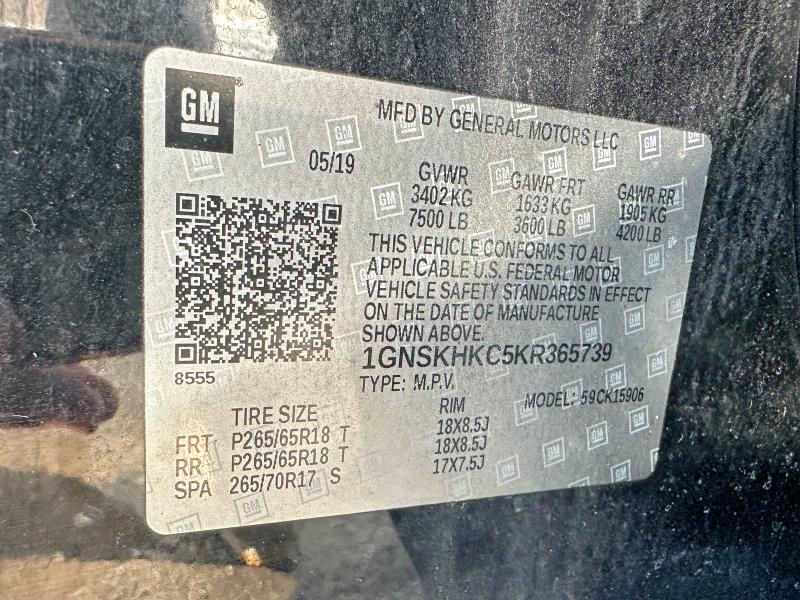 GM
MFD BY GENERAL MOTORS LLC
05/19
GVWR GAWR FRT GAWR RR
3402 KG 1633 KG 1905 KG
7500 LB 3600 LB 4200 LB
THIS VEHICLE CONFORMS TO ALL
APPLICABLE U.S. FEDERAL MOTOR
VEHICLE SAFETY STANDARDS IN EFFECT
ON THE DATE OF MANUFACTURE
SHOWN ABOVE.
1GNSKHKC5KR365739
8555
TYPE: M.P.V. MODEL: 59CK15906
TIRE SIZE RIM
FRT P265/65R18 T 18X8.5J
RR P265/65R18 T 18X8.5J
SPA 265/70R17 S 17X7.5J